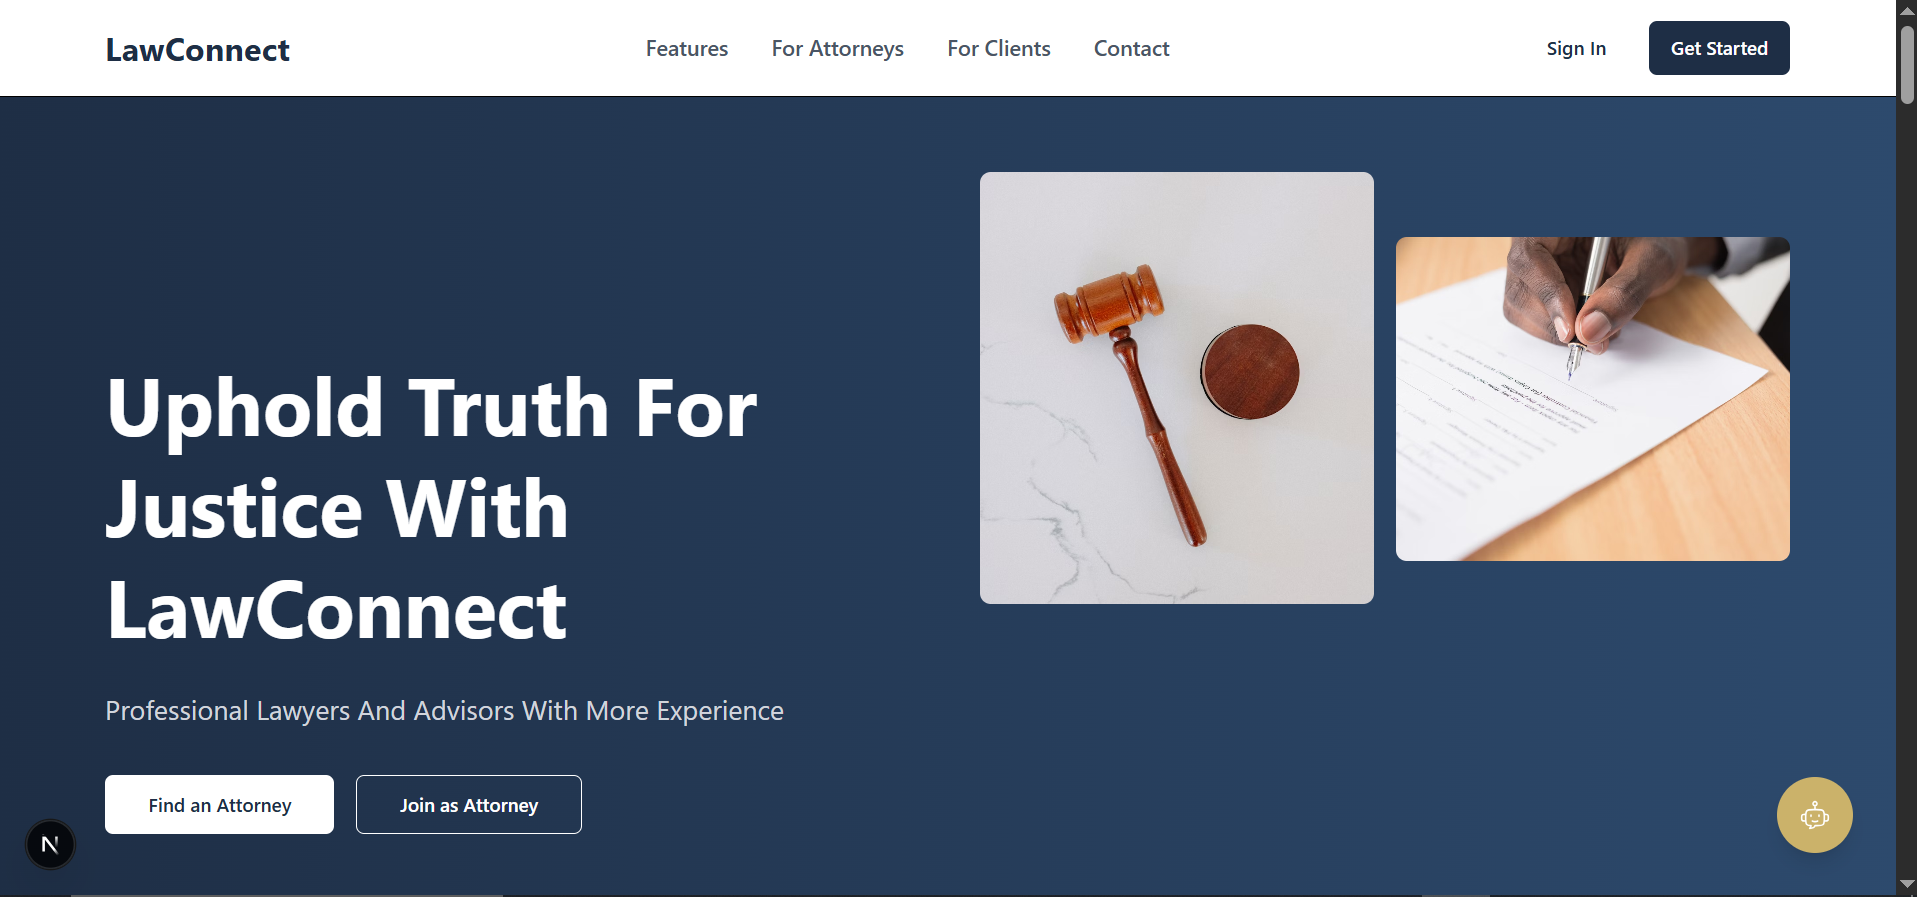 LawConnect
Features
For Attorneys
For Clients
Contact
Sign In
Get Started
Uphold Truth For
Justice With
LawConnect
Professional Lawyers And Advisors With More Experience
Find an Attorney
Join as Attorney
N